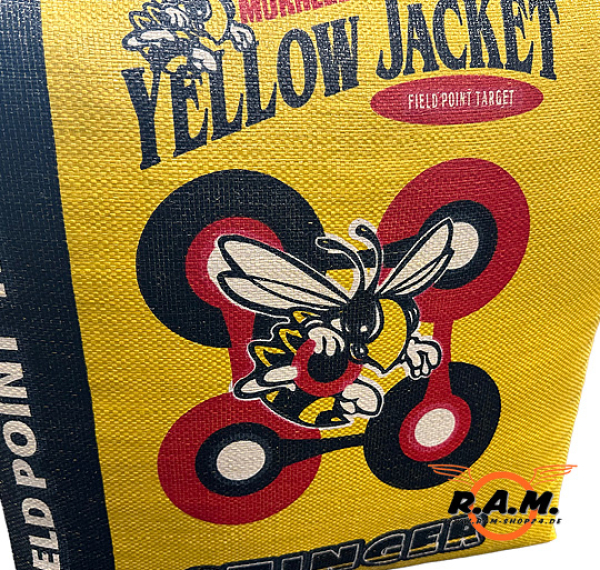 YELLOW JACKET
FIELD POINT TARGET
ELD POINT
R.A.M.